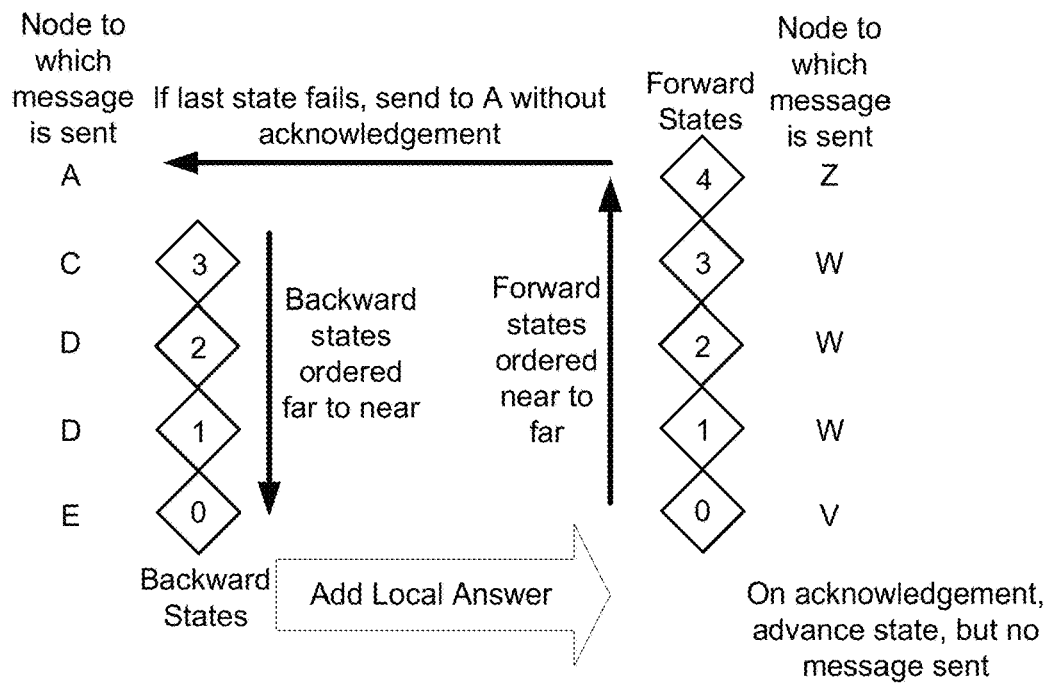 Node to
which
message
is sent
If last state fails, send to A without
acknowledgement
Forward
States
Node to
which
message
is sent
A
4
Z
C
3
3
W
D
2
2
W
D
1
1
W
E
0
0
V
Backward
states
ordered
far to near
Forward
states
ordered
near to
far
Backward
States
Add Local Answer
On acknowledgement,
advance state, but no
message sent